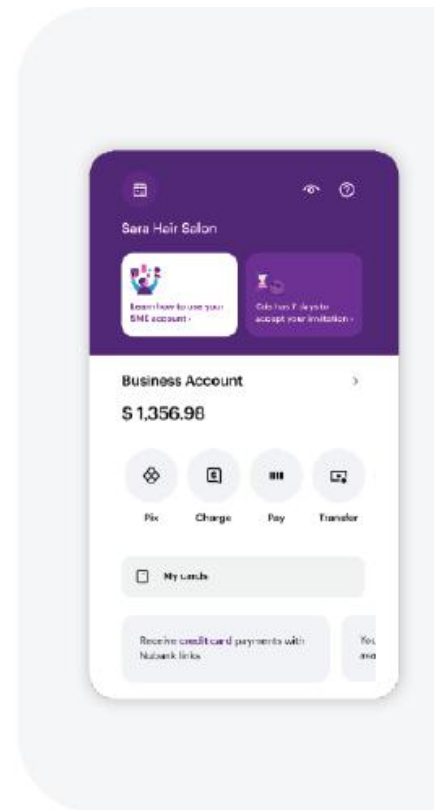 Sara Hair Salon
Learn how to use your
SME account ›
has 7 days to
accept your invitation ›
Business Account
$ 1,356.98
Pix
Charge
Pay
Transfer
My cards
Receive credit card payments with
Nubank links
You